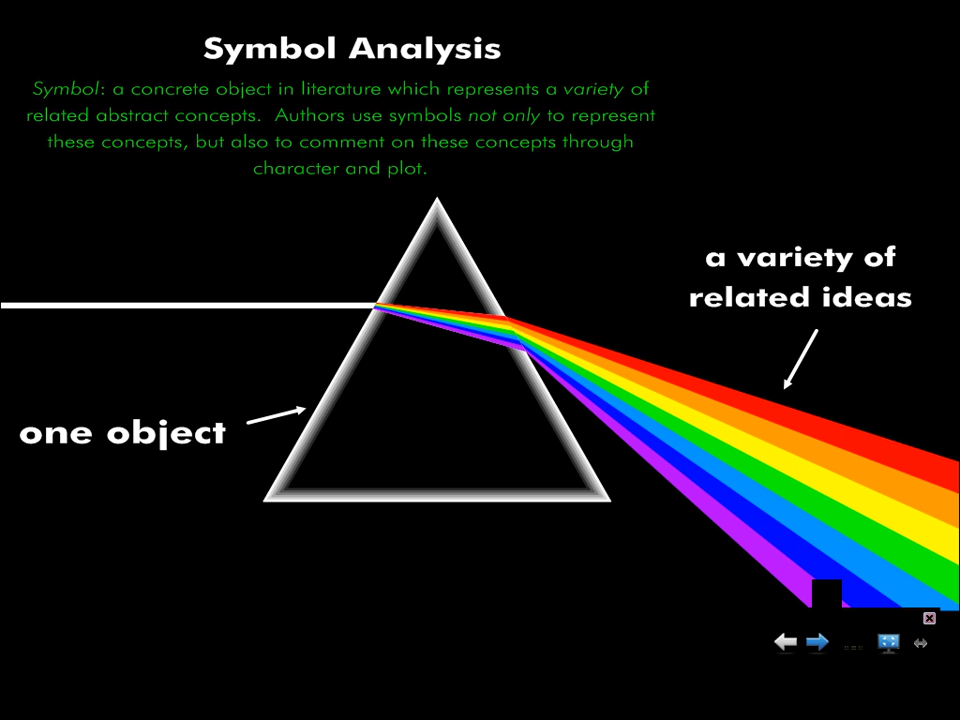 Symbol Analysis
Symbol: a concrete object in literature which represents a variety of
related abstract concepts.  Authors use symbols not only to represent
these concepts, but also to comment on these concepts through
character and plot.
a variety of
related ideas
one object